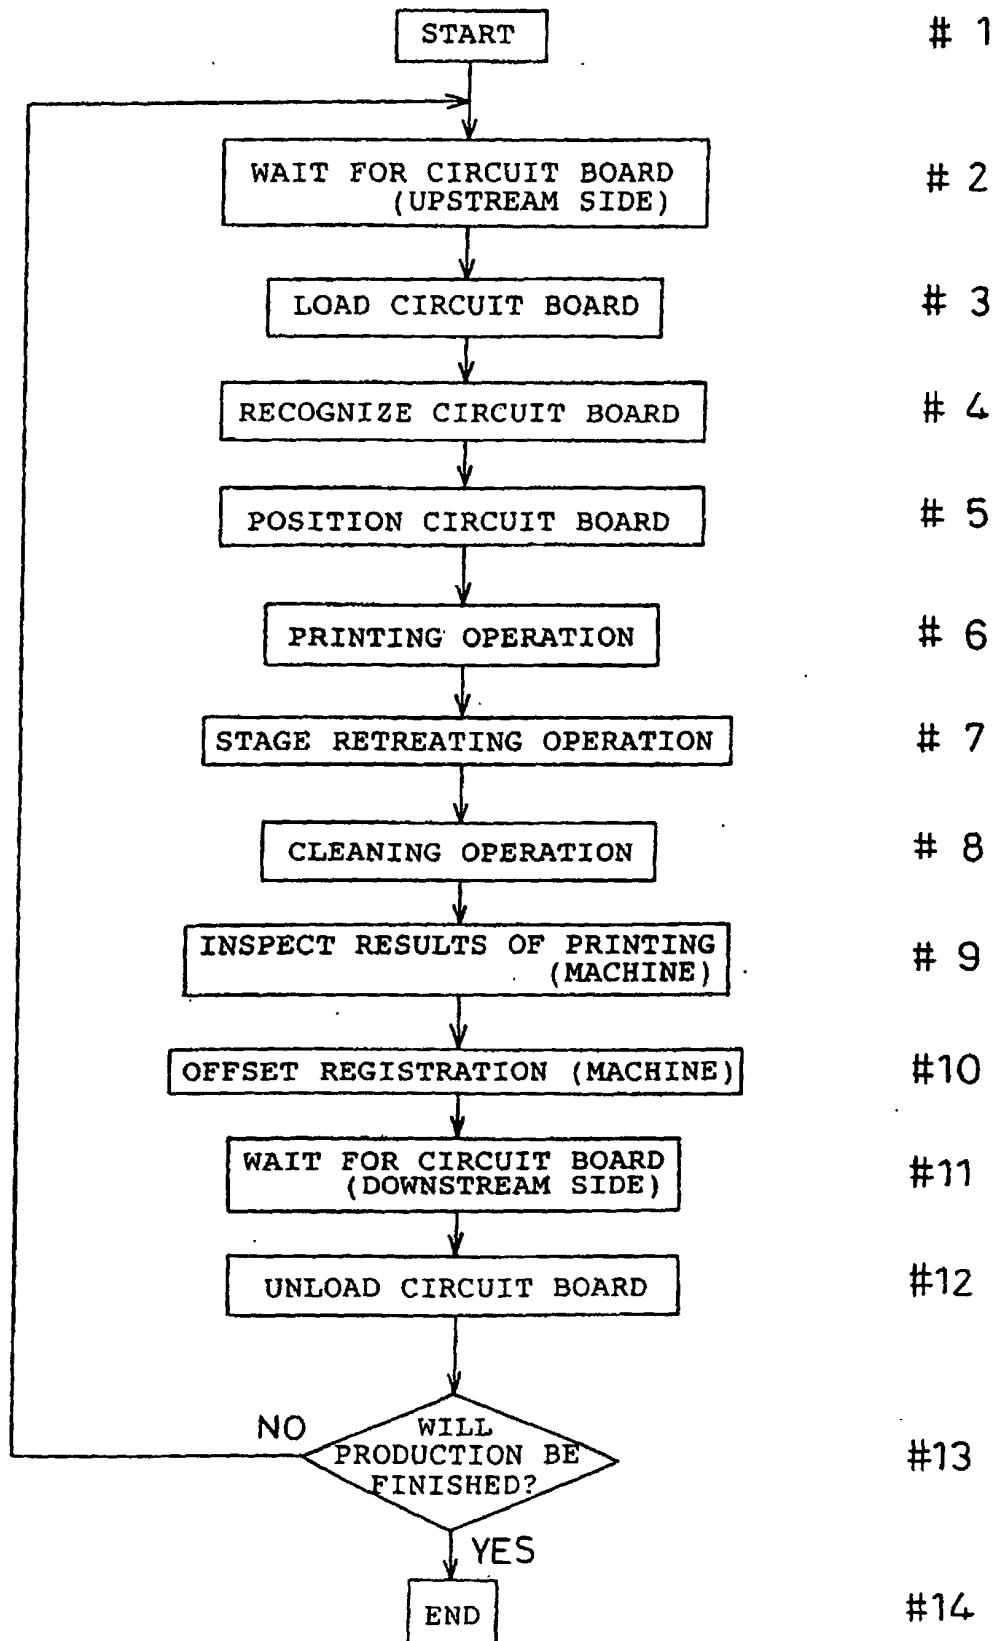 START # 1
WAIT FOR CIRCUIT BOARD # 2
(UPSTREAM SIDE)
LOAD CIRCUIT BOARD # 3
RECOGNIZE CIRCUIT BOARD # 4
POSITION CIRCUIT BOARD # 5
PRINTING OPERATION # 6
STAGE RETREATING OPERATION # 7
CLEANING OPERATION # 8
INSPECT RESULTS OF PRINTING # 9
(MACHINE)
OFFSET REGISTRATION (MACHINE) #10
WAIT FOR CIRCUIT BOARD #11
(DOWNSTREAM SIDE)
UNLOAD CIRCUIT BOARD #12
NO
WILL
PRODUCTION BE #13
FINISHED?
YES
END #14